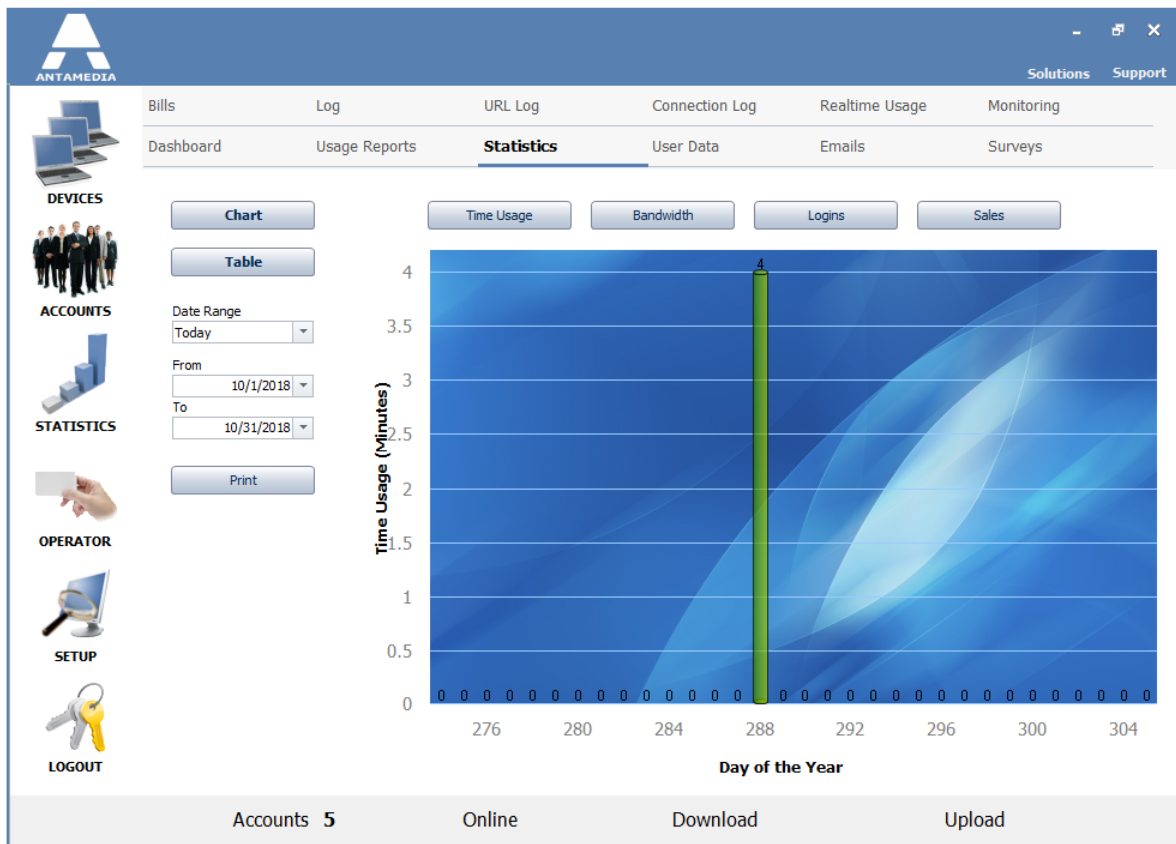 ANTAMEDIA
Solutions Support
Bills Log URL Log Connection Log Realtime Usage Monitoring
Dashboard Usage Reports Statistics User Data Emails Surveys
DEVICES
ACCOUNTS
STATISTICS
OPERATOR
SETUP
LOGOUT
Chart
Table
Date Range
Today
From
10/1/2018
To
10/31/2018
Print
Time Usage Bandwidth Logins Sales
Time Usage (Minutes)
4
3.5
3
2.5
2
1.5
1
0.5
0
4
0 0 0 0 0 0 0 0 0 0 0 0 0 0 0 0 0 0 0 0 0 0 0 0 0 0 0 0 0 0 0
276 280 284 288 292 296 300 304
Day of the Year
Accounts 5 Online Download Upload